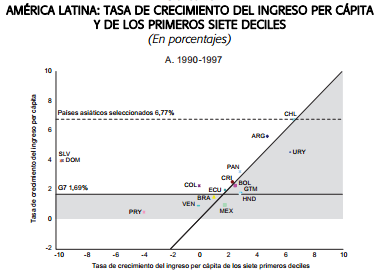 AMÉRICA LATINA: TASA DE CRECIMIENTO DEL INGRESO PER CÁPITA
Y DE LOS PRIMEROS SIETE DECILES
(En porcentajes)
A. 1990-1997
Tasa de crecimiento del ingreso per cápita
10
8
6
4
2
0
-2
Países asiáticos seleccionados 6,77%
CHL
ARG
URY
SLV
DOM
PAN
CRI
BOL
COL
ECU
GTM
G7 1,69%
BRA
HND
VEN
MEX
PRY
-10 -8 -6 -4 -2 0 2 4 6 8 10
Tasa de crecimiento del ingreso per cápita de los siete primeros deciles